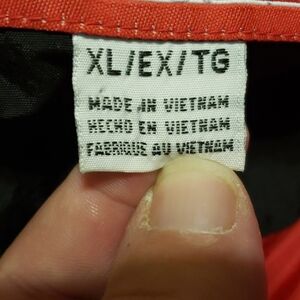 XL/EX/TG
MADE IN VIETNAM
HECHO EN VIETNAM
FABRIQUE AU VIETNAM